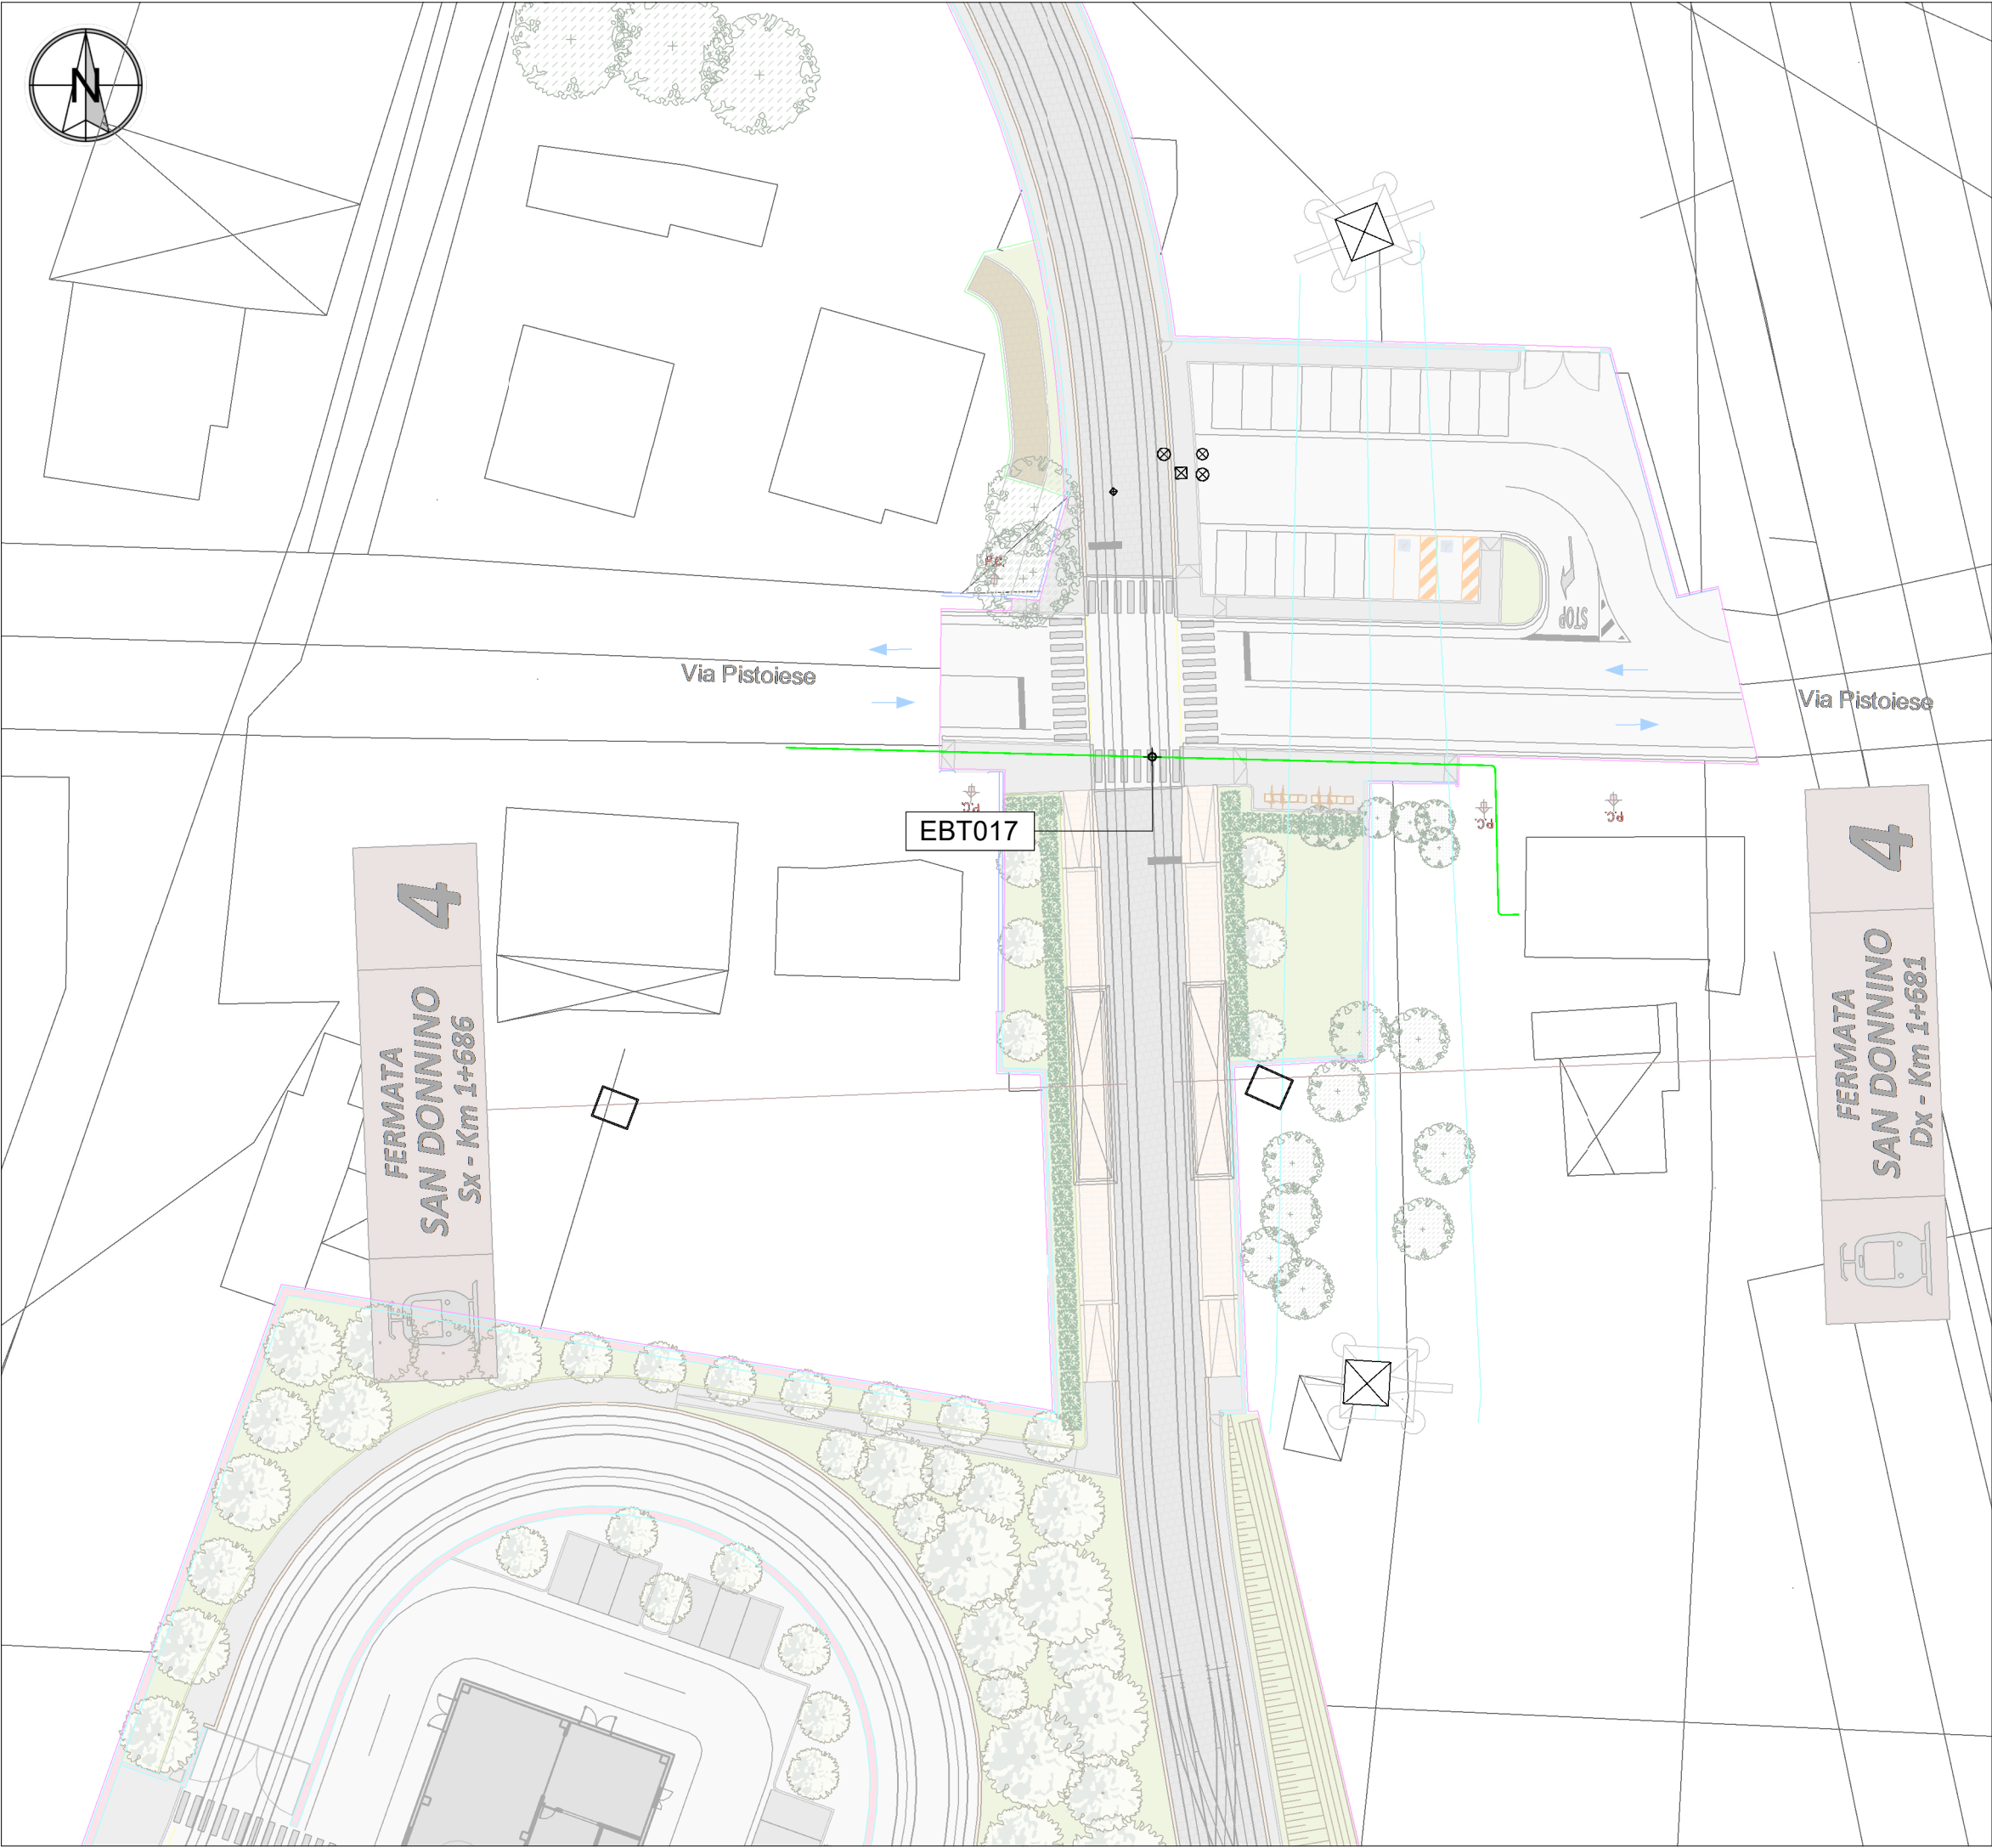 N
P.C.
STOP
Via Pistoiese
Via Pistoiese
P.C.
EBT017
P.C.
P.C.
4
FERMATA
SAN DONNINO
Sx - Km 1+686
4
FERMATA
SAN DONNINO
Dx - Km 1+681